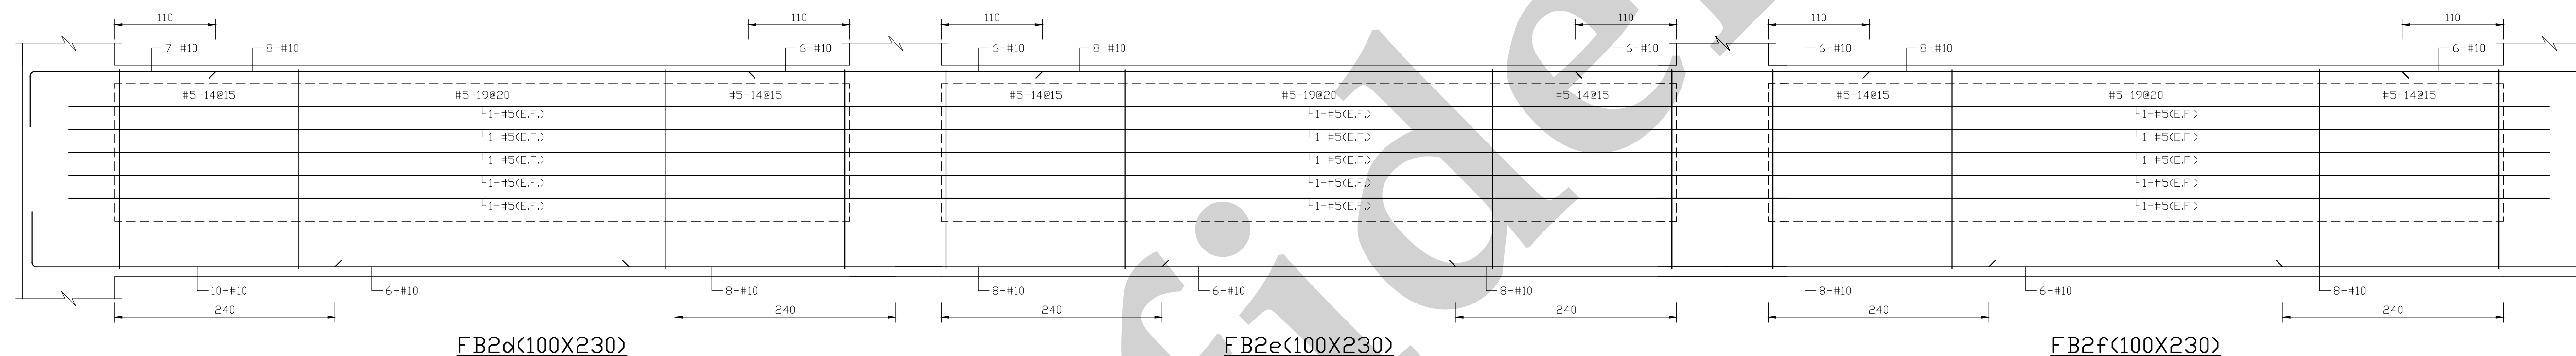 110 110 110 110 110 110
7-#10 8-#10 6-#10 6-#10 8-#10 6-#10 6-#10 8-#10 6-#10
#5-14@15 #5-19@20 #5-14@15 #5-14@15 #5-19@20 #5-14@15 #5-14@15 #5-19@20 #5-14@15
1-#5(E.F.) 1-#5(E.F.) 1-#5(E.F.)
1-#5(E.F.) 1-#5(E.F.) 1-#5(E.F.)
1-#5(E.F.) 1-#5(E.F.) 1-#5(E.F.)
1-#5(E.F.) 1-#5(E.F.) 1-#5(E.F.)
1-#5(E.F.) 1-#5(E.F.) 1-#5(E.F.)
10-#10 6-#10 8-#10 8-#10 6-#10 8-#10 8-#10 6-#10 8-#10
240 240 240 240 240 240
FB2d(100X230) FB2e(100X230) FB2f(100X230)